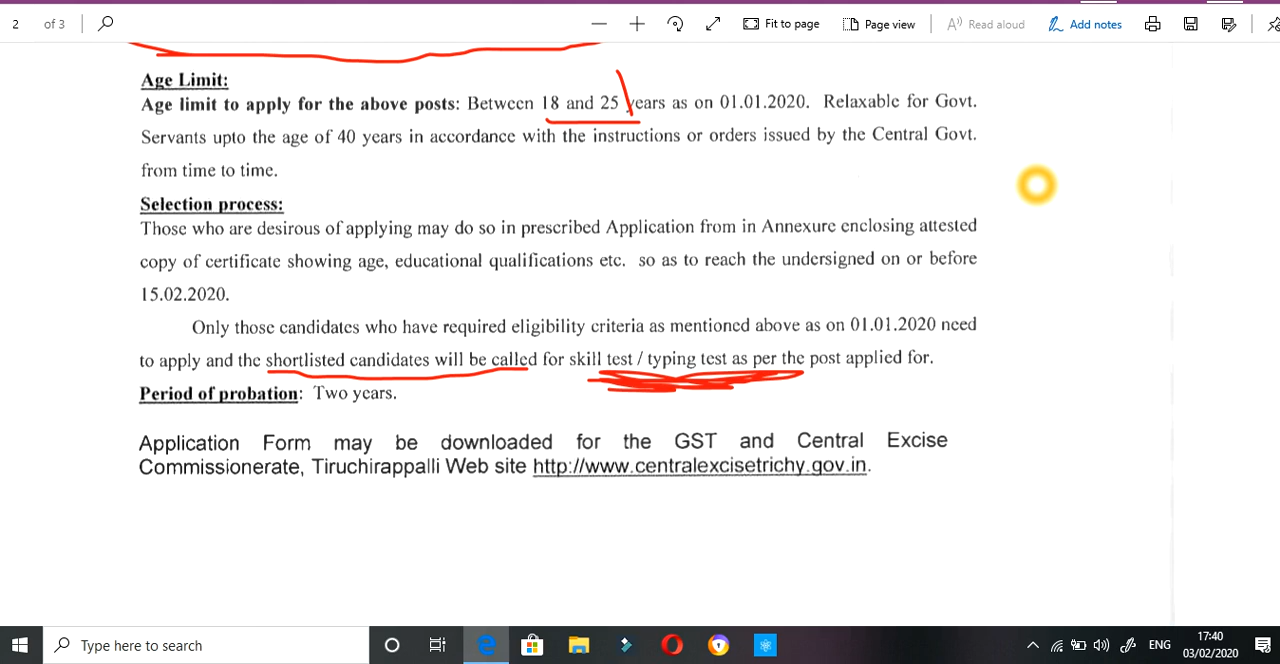 2 of 3 Fit to page Page view Read aloud Add notes
Age Limit:
Age limit to apply for the above posts: Between 18 and 25 years as on 01.01.2020. Relaxable for Govt.
Servants upto the age of 40 years in accordance with the instructions or orders issued by the Central Govt.
from time to time.
Selection process:
Those who are desirous of applying may do so in prescribed Application from in Annexure enclosing attested
copy of certificate showing age, educational qualifications etc. so as to reach the undersigned on or before
15.02.2020.
Only those candidates who have required eligibility criteria as mentioned above as on 01.01.2020 need
to apply and the shortlisted candidates will be called for skill test / typing test as per the post applied for.
Period of probation: Two years.
Application Form may be downloaded for the GST and Central Excise
Commissionerate, Tiruchirappalli Web site http://www.centralexcisetrichy.gov.in.
Type here to search
ENG
17:40
03/02/2020